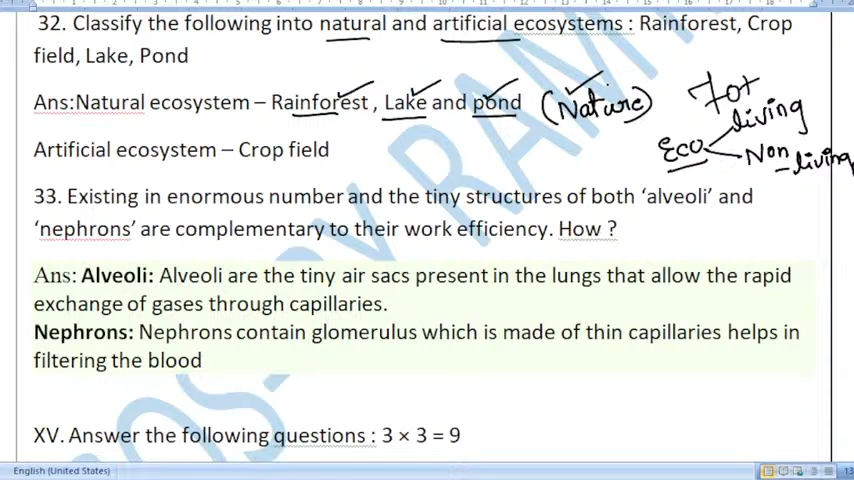 32. Classify the following into natural and artificial ecosystems : Rainforest, Crop
field, Lake, Pond
Ans:Natural ecosystem – Rainforest , Lake and pond (Nature)
living
Eco
Non living
Artificial ecosystem – Crop field
33. Existing in enormous number and the tiny structures of both ‘alveoli’ and
‘nephrons’ are complementary to their work efficiency. How ?
Ans: Alveoli: Alveoli are the tiny air sacs present in the lungs that allow the rapid
exchange of gases through capillaries.
Nephrons: Nephrons contain glomerulus which is made of thin capillaries helps in
filtering the blood
XV. Answer the following questions : 3 × 3 = 9
English (United States)